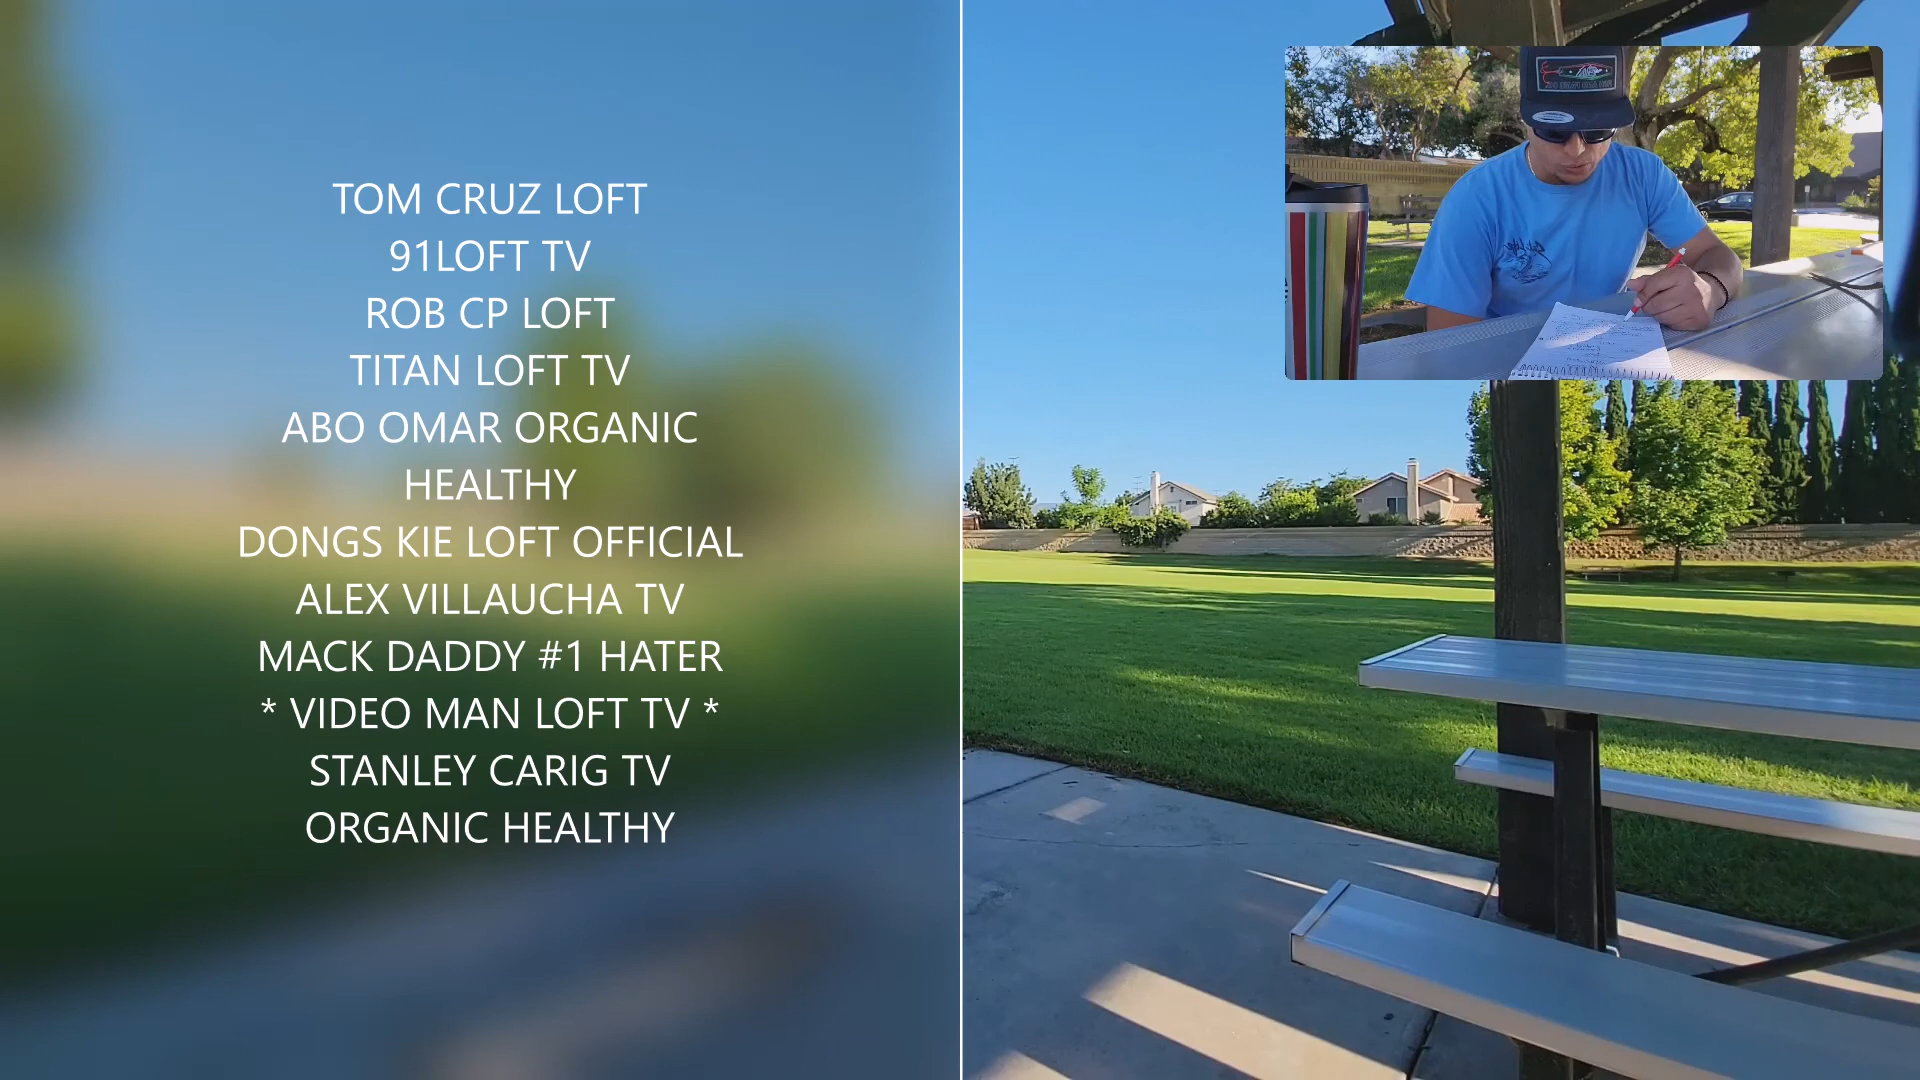 TOM CRUZ LOFT
91LOFT TV
ROB CP LOFT
TITAN LOFT TV
ABO OMAR ORGANIC
HEALTHY
DONGS KIE LOFT OFFICIAL
ALEX VILLAUCHA TV
MACK DADDY #1 HATER
* VIDEO MAN LOFT TV *
STANLEY CARIG TV
ORGANIC HEALTHY